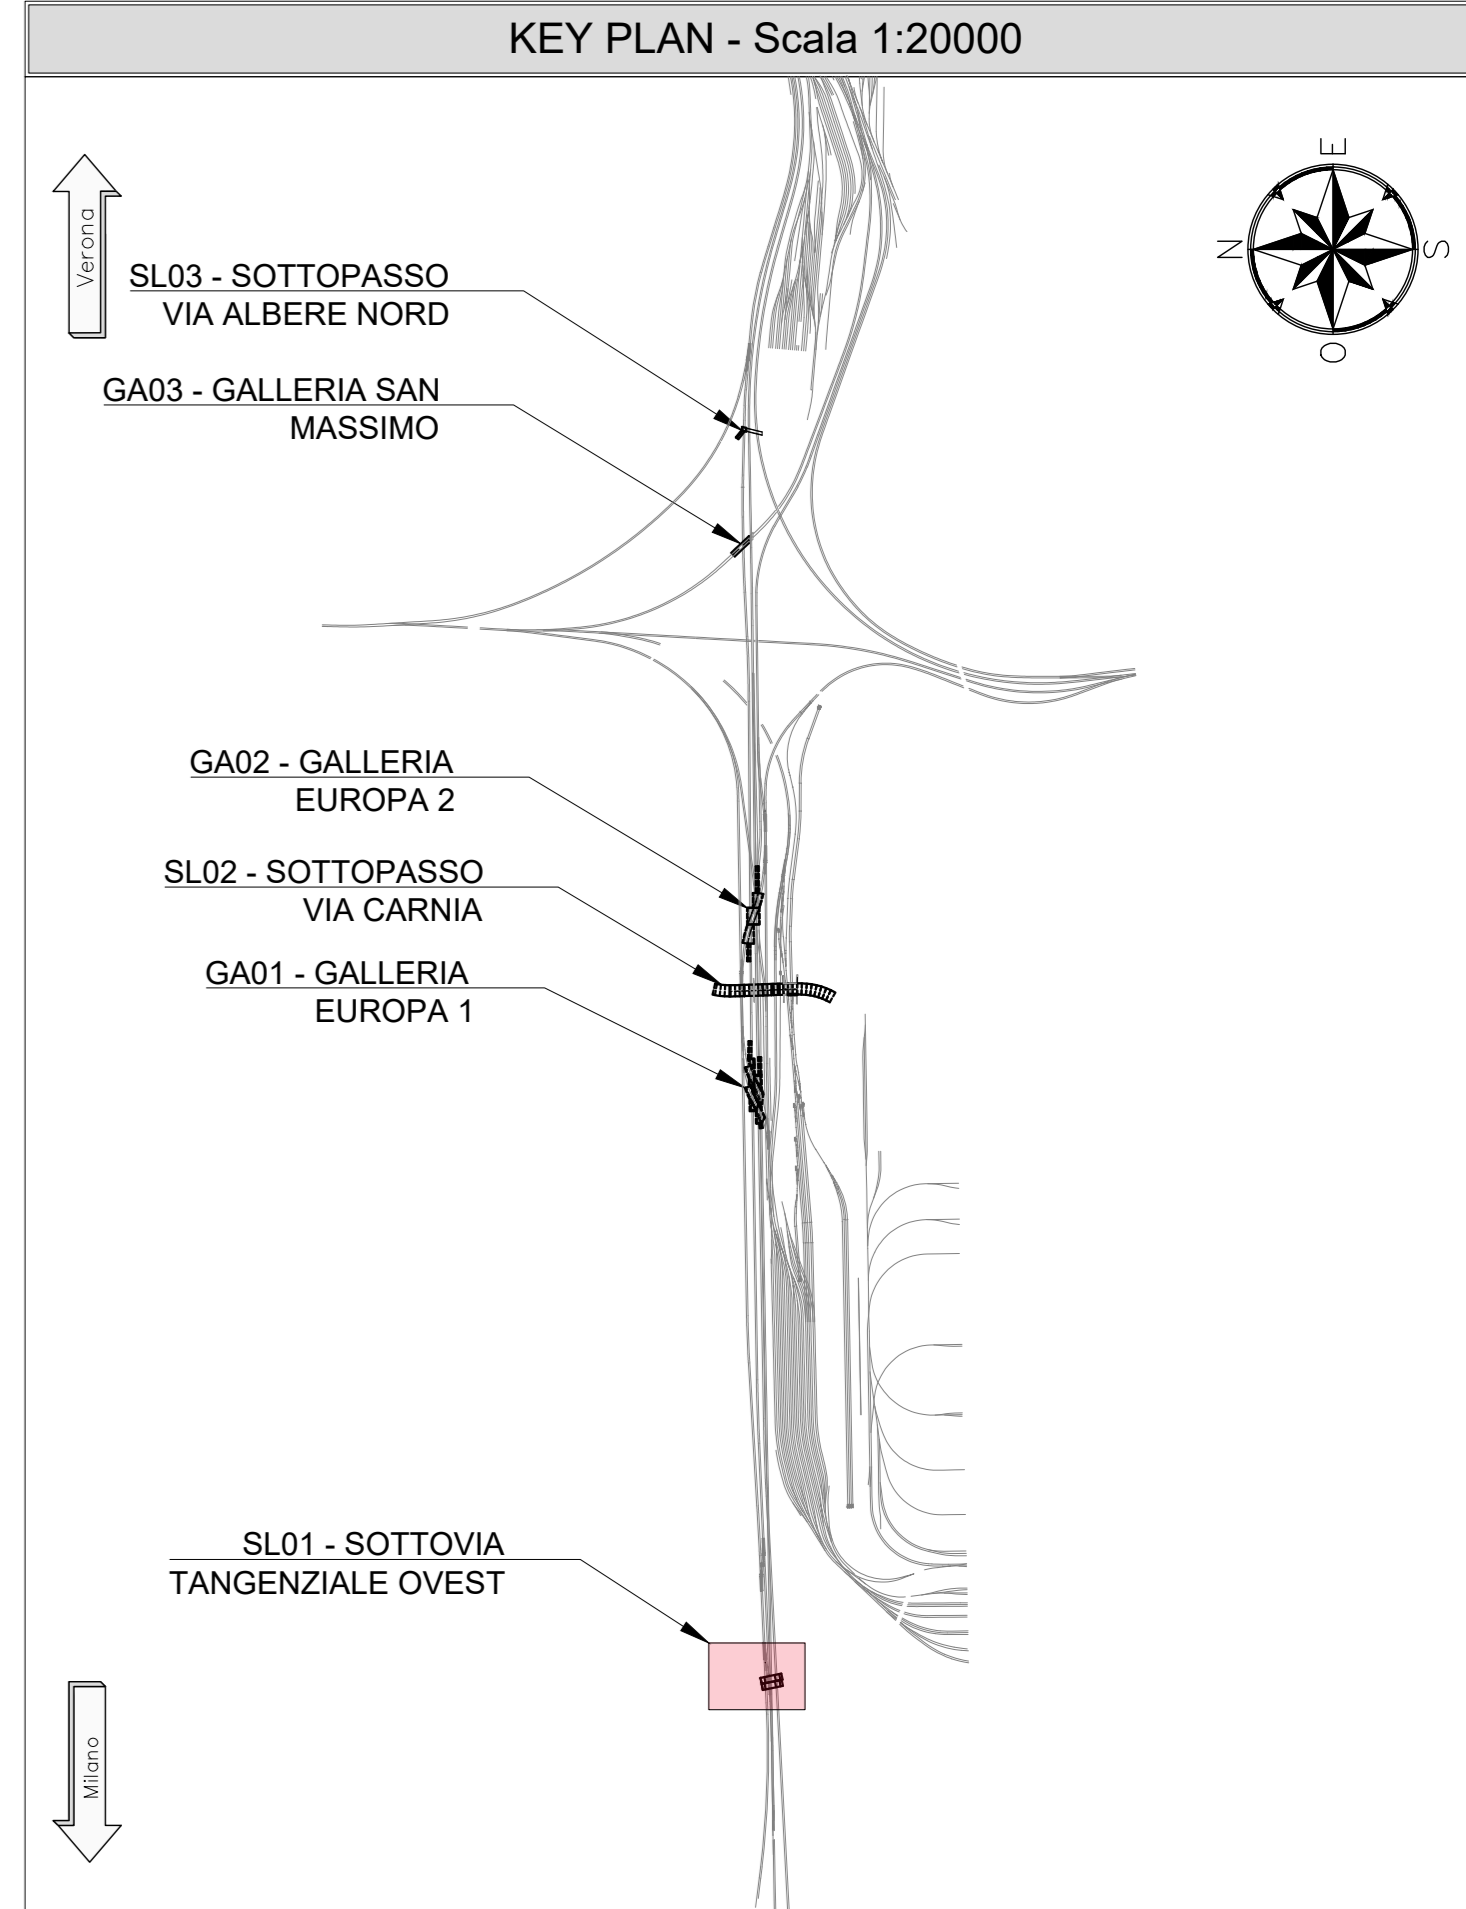 KEY PLAN - Scala 1:20000
E
N
S
O
Verona
SL03 - SOTTOPASSO
VIA ALBERE NORD
GA03 - GALLERIA SAN
MASSIMO
GA02 - GALLERIA
EUROPA 2
SL02 - SOTTOPASSO
VIA CARNIA
GA01 - GALLERIA
EUROPA 1
SL01 - SOTTOVIA
TANGENZIALE OVEST
Milano